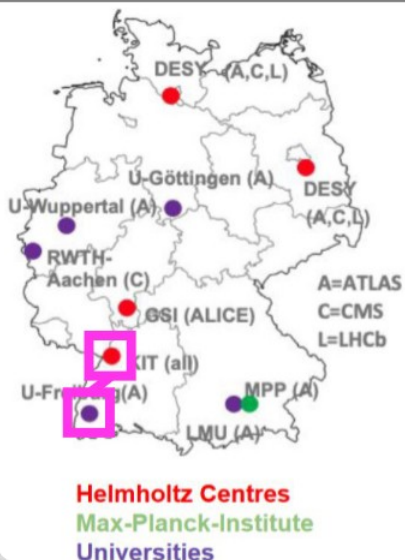 DESY (A,C,L)
U-Göttingen (A)
DESY
(A,C,L)
U-Wuppertal (A)
RWTH-
Aachen (C)
A=ATLAS
C=CMS
L=LHCb
GSI (ALICE)
KIT (all)
U-Freiburg(A)
MPP (A)
LMU (A)
Helmholtz Centres
Max-Planck-Institute
Universities